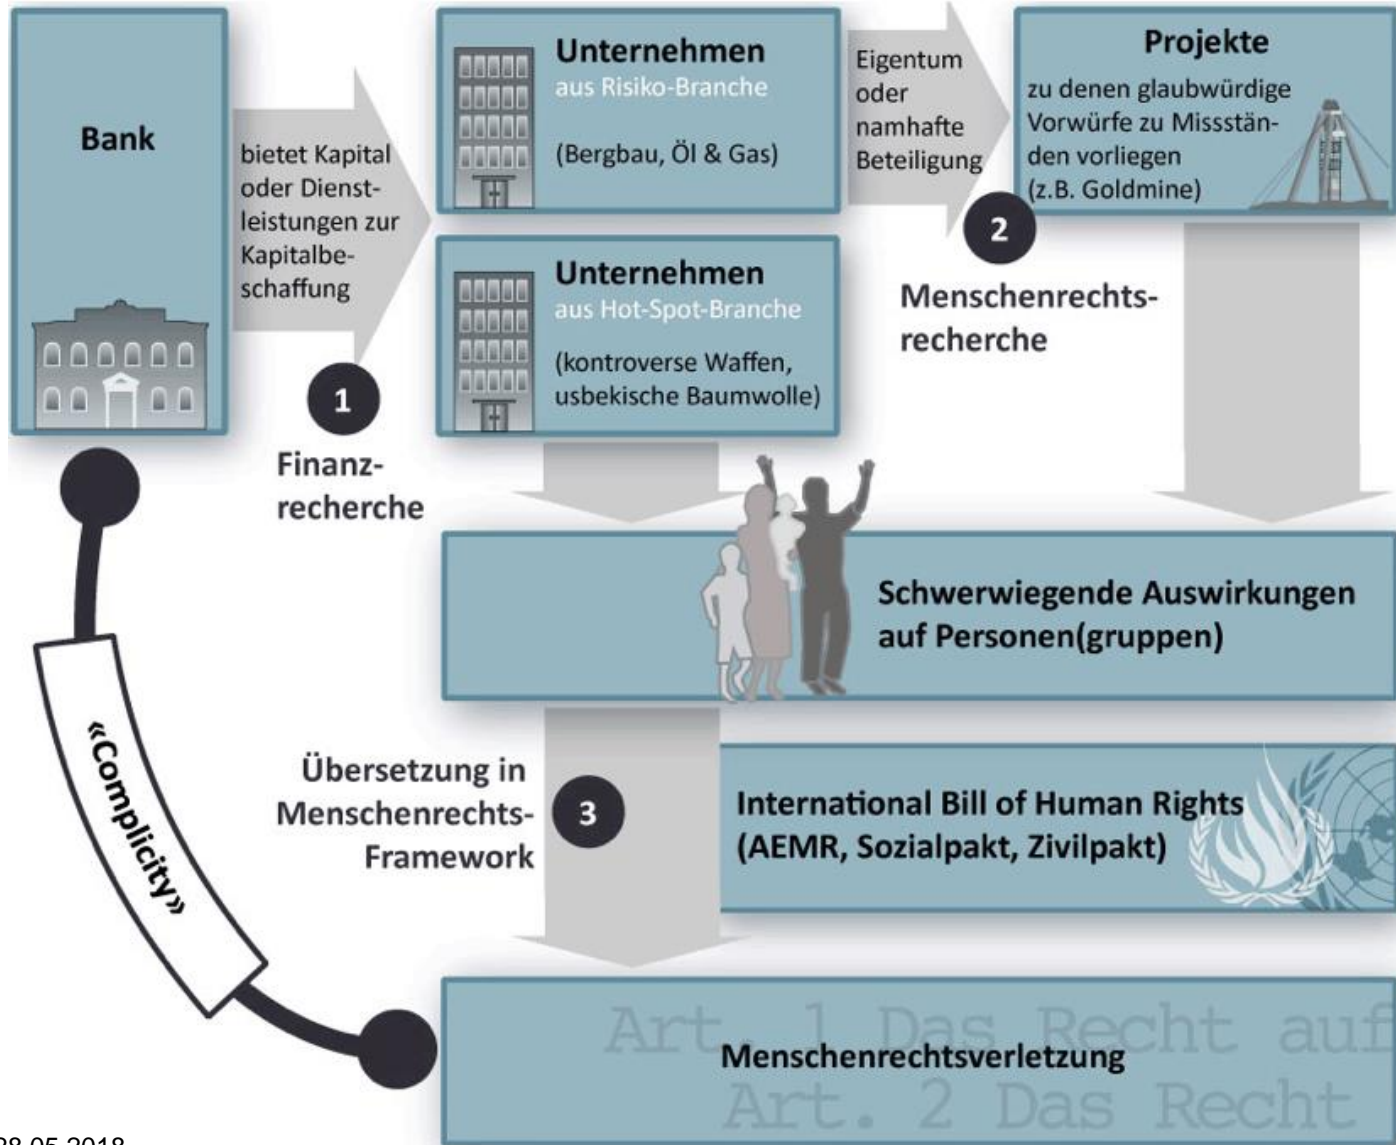 Bank
bietet Kapital
oder Dienst-
leistungen zur
Kapitalbe-
schaffung
1
Finanz-
recherche
Unternehmen
aus Risiko-Branche
(Bergbau, Öl & Gas)
Unternehmen
aus Hot-Spot-Branche
(kontroverse Waffen,
usbekische Baumwolle)
Eigentum
oder
namhafte
Beteiligung
2
Menschenrechts-
recherche
Projekte
zu denen glaubwürdige
Vorwürfe zu Missstän-
den vorliegen
(z.B. Goldmine)
Schwerwiegende Auswirkungen
auf Personen(gruppen)
Übersetzung in
Menschenrechts-
Framework
3
International Bill of Human Rights
(AEMR, Sozialpakt, Zivilpakt)
«Complicity»
Art. 1 Das Recht auf
Menschenrechtsverletzung
Art. 2 Das Recht
28.05.2018